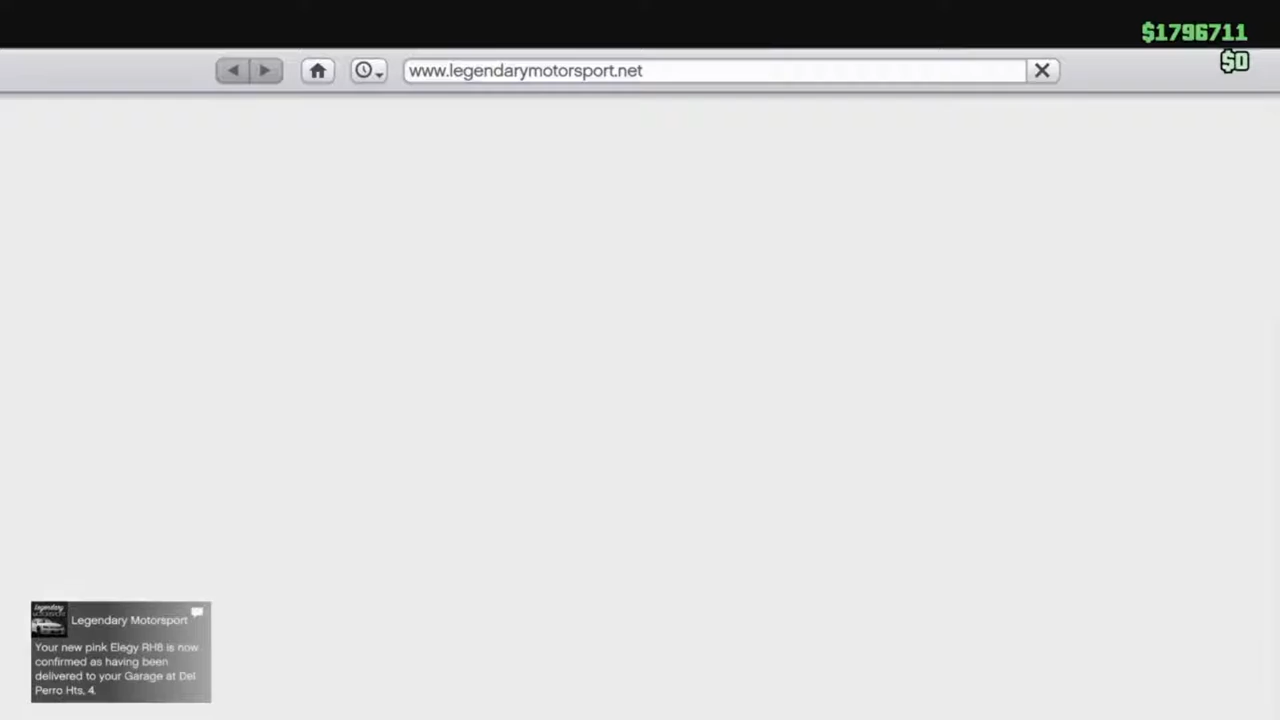 $1796711
www.legendarymotorsport.net
$0
Legendary Motorsport
Your new pink Elegy RH8 is now
confirmed as having been
delivered to your Garage at Del
Perro Hts, 4.